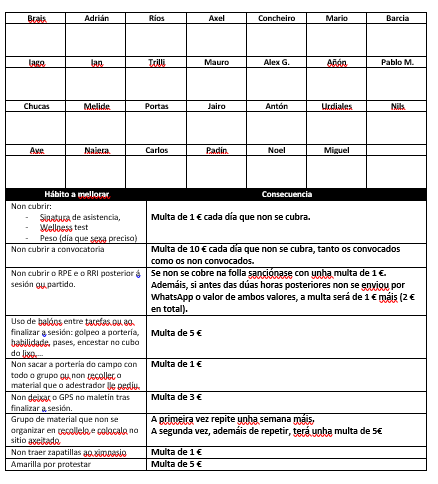 Brais Adrián Ríos Axel Concheiro Mario Barcia
Iago Ian Trilli Mauro Alex G. Añón Pablo M.
Chucas Melide Portas Jairo Antón Urdiales Nils
Ave Najera Carlos Padín Noel Miguel
Hábito a mellorar Consecuencia
Non cubrir:
- Sinatura de asistencia,
- Wellness test
- Peso (día que sexa preciso)
Multa de 1 € cada día que non se cubra.
Non cubrir a convocatoria
Multa de 10 € cada día que non se cubra, tanto os convocados
como os non convocados.
Non cubrir o RPE e o RRI posterior á
sesión ou partido.
Se non se cobre na folla sanciónase con unha multa de 1 €.
Ademáis, si antes das dúas horas posteriores non se enviou por
WhatsApp o valor de ambos valores, a multa será de 1 € máis (2 €
en total).
Uso de balóns entre tarefas ou ao
finalizar a sesión: golpeo a portería,
habilidade, pases, encestar no cubo
do lixo,...
Multa de 5 €
Non sacar a portería do campo con
todo o grupo ou non recoller o
material que o adestrador lle pediu.
Multa de 1 €
Non deixar o GPS no maletín tras
finalizar a sesión.
Multa de 3 €
Grupo de material que non se
organizar en recollelo e colocalo no
sitio axeitado.
A primeira vez repite unha semana máis.
A segunda vez, ademáis de repetir, terá unha multa de 5€
Non traer zapatillas ao ximnasio
Multa de 1 €
Amarilla por protestar
Multa de 5 €